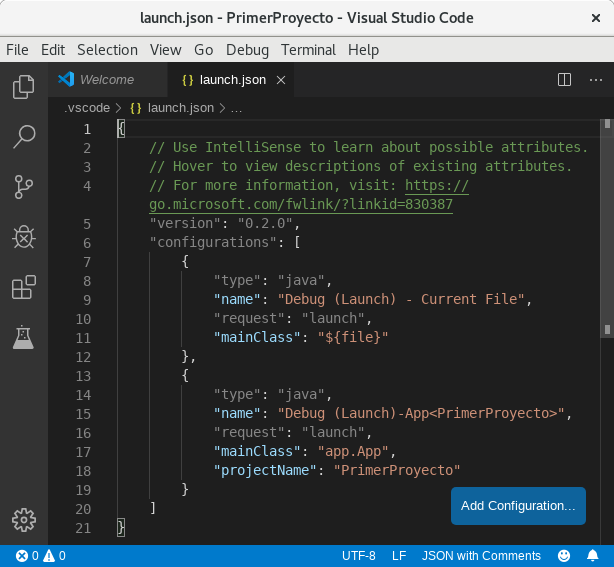 launch.json - PrimerProyecto - Visual Studio Code ×
File Edit Selection View Go Debug Terminal Help
Welcome {} launch.json × ...
.vscode > {} launch.json > ...
1 {
2 // Use IntelliSense to learn about possible attributes.
3 // Hover to view descriptions of existing attributes.
4 // For more information, visit: https://
go.microsoft.com/fwlink/?linkid=830387
5 "version": "0.2.0",
6 "configurations": [
7 {
8 "type": "java",
9 "name": "Debug (Launch) - Current File",
10 "request": "launch",
11 "mainClass": "${file}"
12 },
13 {
14 "type": "java",
15 "name": "Debug (Launch)-App<PrimerProyecto>",
16 "request": "launch",
17 "mainClass": "app.App",
18 "projectName": "PrimerProyecto"
19 }
20 ]
21 }
Add Configuration...
0 0 UTF-8 LF JSON with Comments